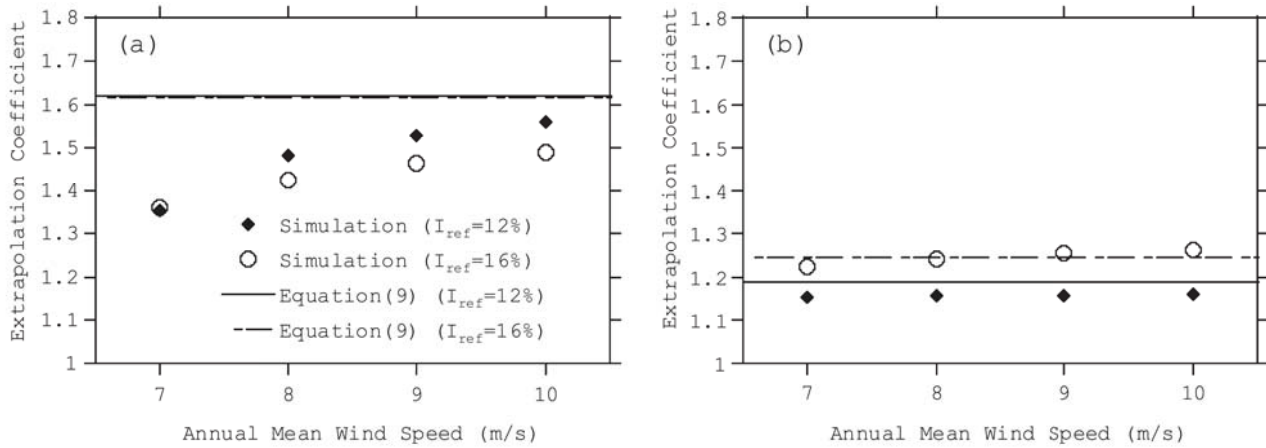 (a)
Extrapolation Coefficient
1.8
1.7
1.6
1.5
1.4
1.3
1.2
1.1
1
Simulation (I_ref=12%)
Simulation (I_ref=16%)
Equation(9) (I_ref=12%)
Equation(9) (I_ref=16%)
7 8 9 10
Annual Mean Wind Speed (m/s)
(b)
Extrapolation Coefficient
1.8
1.7
1.6
1.5
1.4
1.3
1.2
1.1
1
7 8 9 10
Annual Mean Wind Speed (m/s)